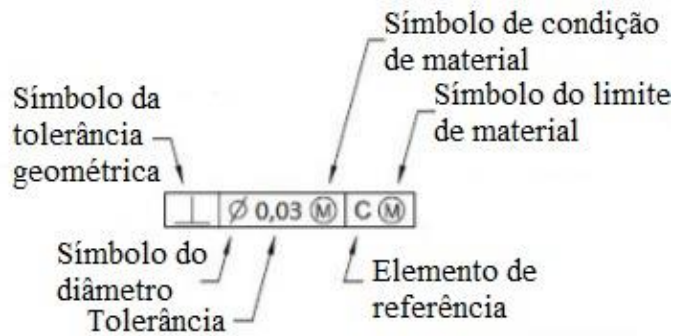 Símbolo de condição
de material
Símbolo da
tolerância
geométrica
Símbolo do limite
de material
⊥ Ø 0,03 Ⓜ C Ⓜ
Símbolo do
diâmetro
Tolerância
Elemento de
referência